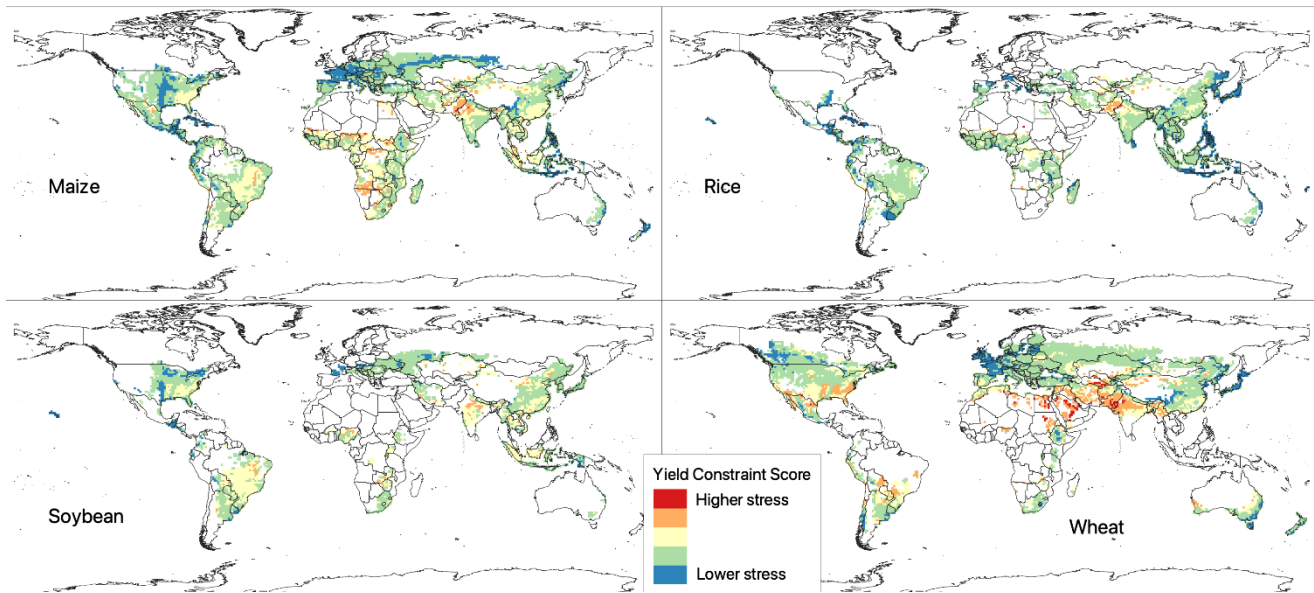 Maize
Rice
Soybean
Wheat
Yield Constraint Score
Higher stress
Lower stress